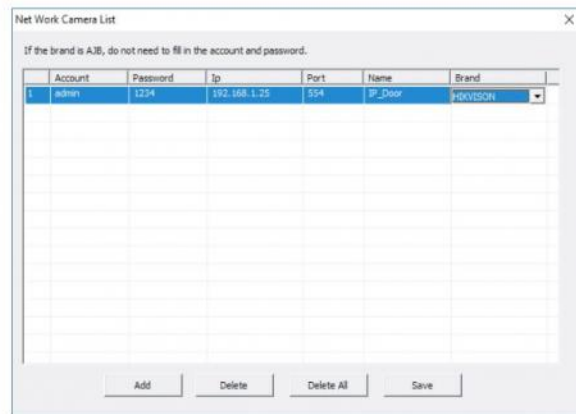 Net Work Camera List
If the brand is AJB, do not need to fill in the account and password.
Account Password Ip Port Name Brand
1 admin 1234 192.168.1.25 554 IP_Door HIKVISON
Add Delete Delete All Save